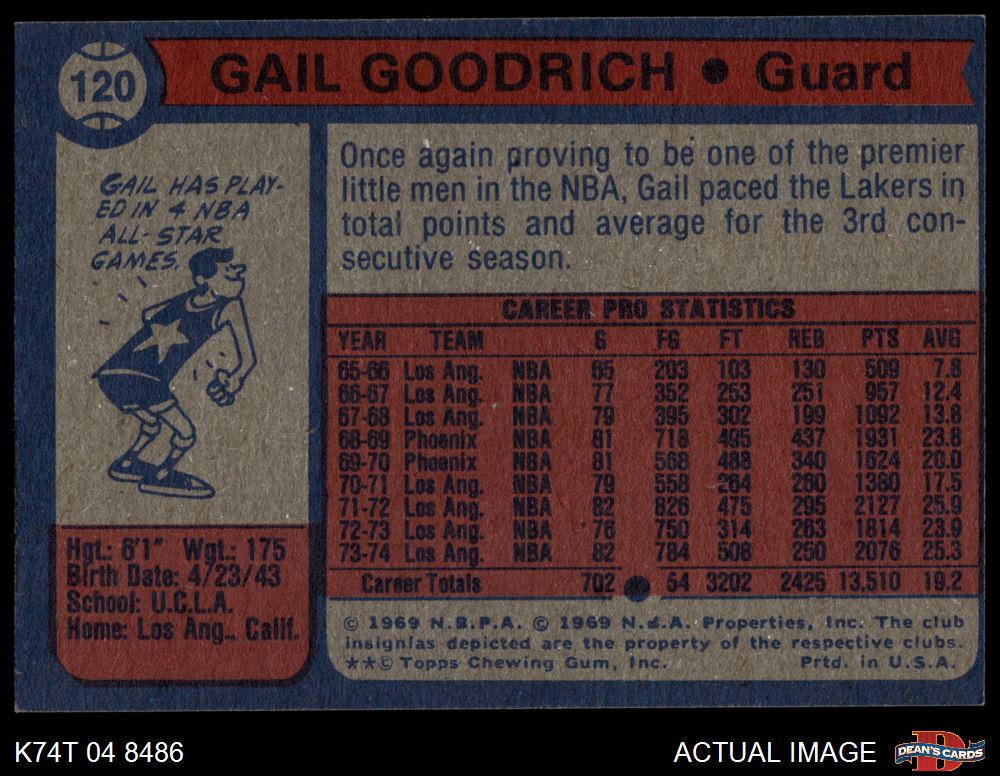 120
GAIL GOODRICH • Guard
GAIL HAS PLAY-
ED IN 4 NBA
ALL-STAR
GAMES.
Once again proving to be one of the premier
little men in the NBA, Gail paced the Lakers in
total points and average for the 3rd con-
secutive season.
CAREER PRO STATISTICS
YEAR TEAM G FG FT REB PTS AVG
65-66 Los Ang. NBA 65 203 103 130 509 7.8
66-67 Los Ang. NBA 77 352 253 251 957 12.4
67-68 Los Ang. NBA 79 395 302 199 1092 13.8
68-69 Phoenix NBA 81 718 495 437 1931 23.8
69-70 Phoenix NBA 81 568 488 340 1624 20.0
70-71 Los Ang. NBA 79 558 264 260 1380 17.5
71-72 Los Ang. NBA 82 826 475 295 2127 25.9
72-73 Los Ang. NBA 76 750 314 263 1814 23.9
73-74 Los Ang. NBA 82 784 508 250 2076 25.3
Career Totals 702 54 3202 2425 13,510 19.2
Hgt.: 6'1" Wgt.: 175
Birth Date: 4/23/43
School: U.C.L.A.
Home: Los Ang., Calif.
© 1969 N.B.P.A. © 1969 N.B.A. Properties, Inc. The club
insignias depicted are the property of the respective clubs.
**© Topps Chewing Gum, Inc. Prtd. in U.S.A.
K74T 04 8486
ACTUAL IMAGE
DEAN'S CARDS